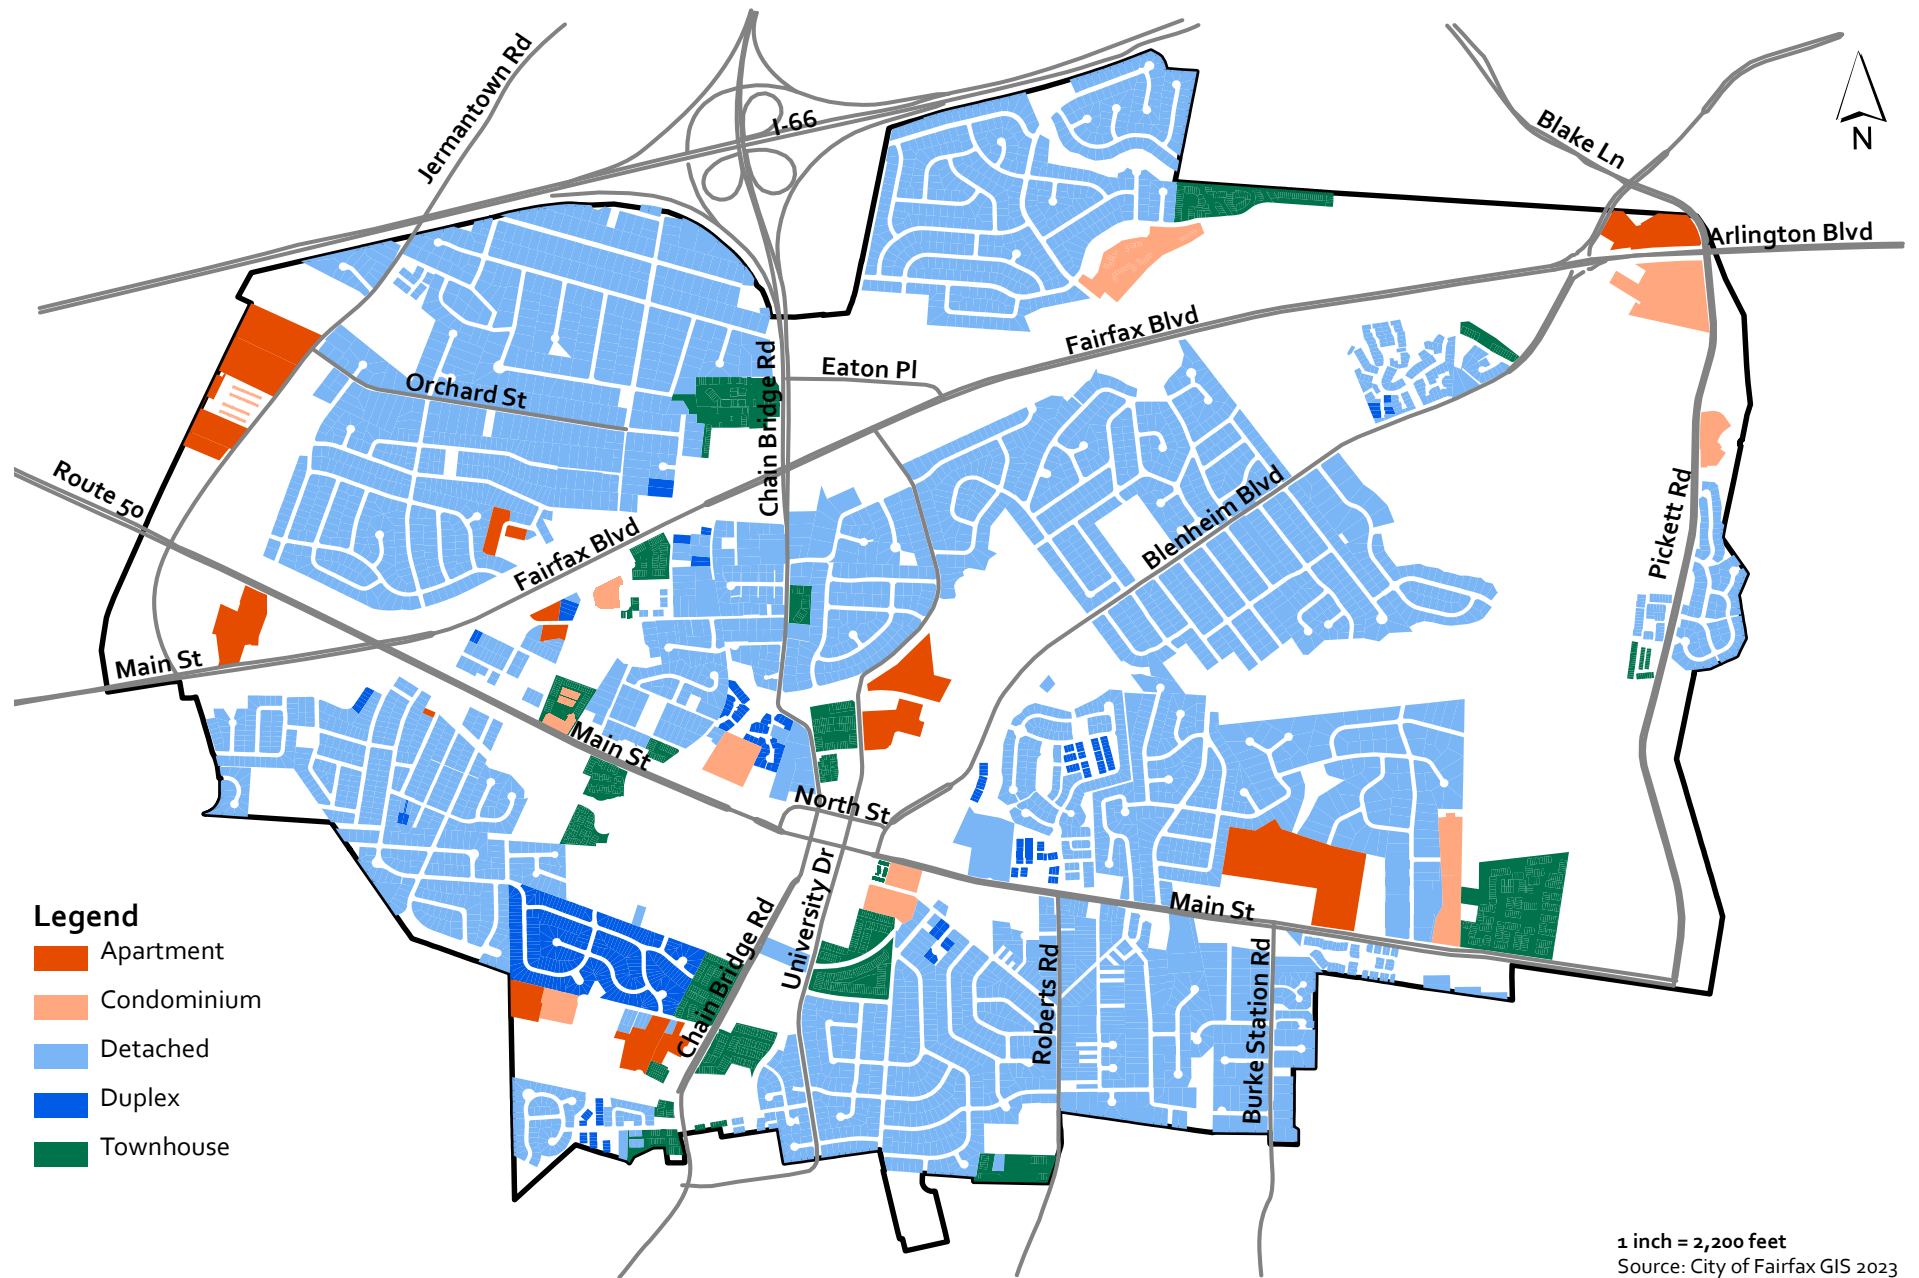 Jermantown Rd
I-66
Blake Ln
N
Arlington Blvd
Fairfax Blvd
Eaton Pl
Chain Bridge Rd
Orchard St
Route 50
Pickett Rd
Blenheim Blvd
Fairfax Blvd
Main St
Main St
North St
University Dr
Chain Bridge Rd
Main St
Roberts Rd
Burke Station Rd
Legend
Apartment
Condominium
Detached
Duplex
Townhouse
1 inch = 2,200 feet
Source: City of Fairfax GIS 2023